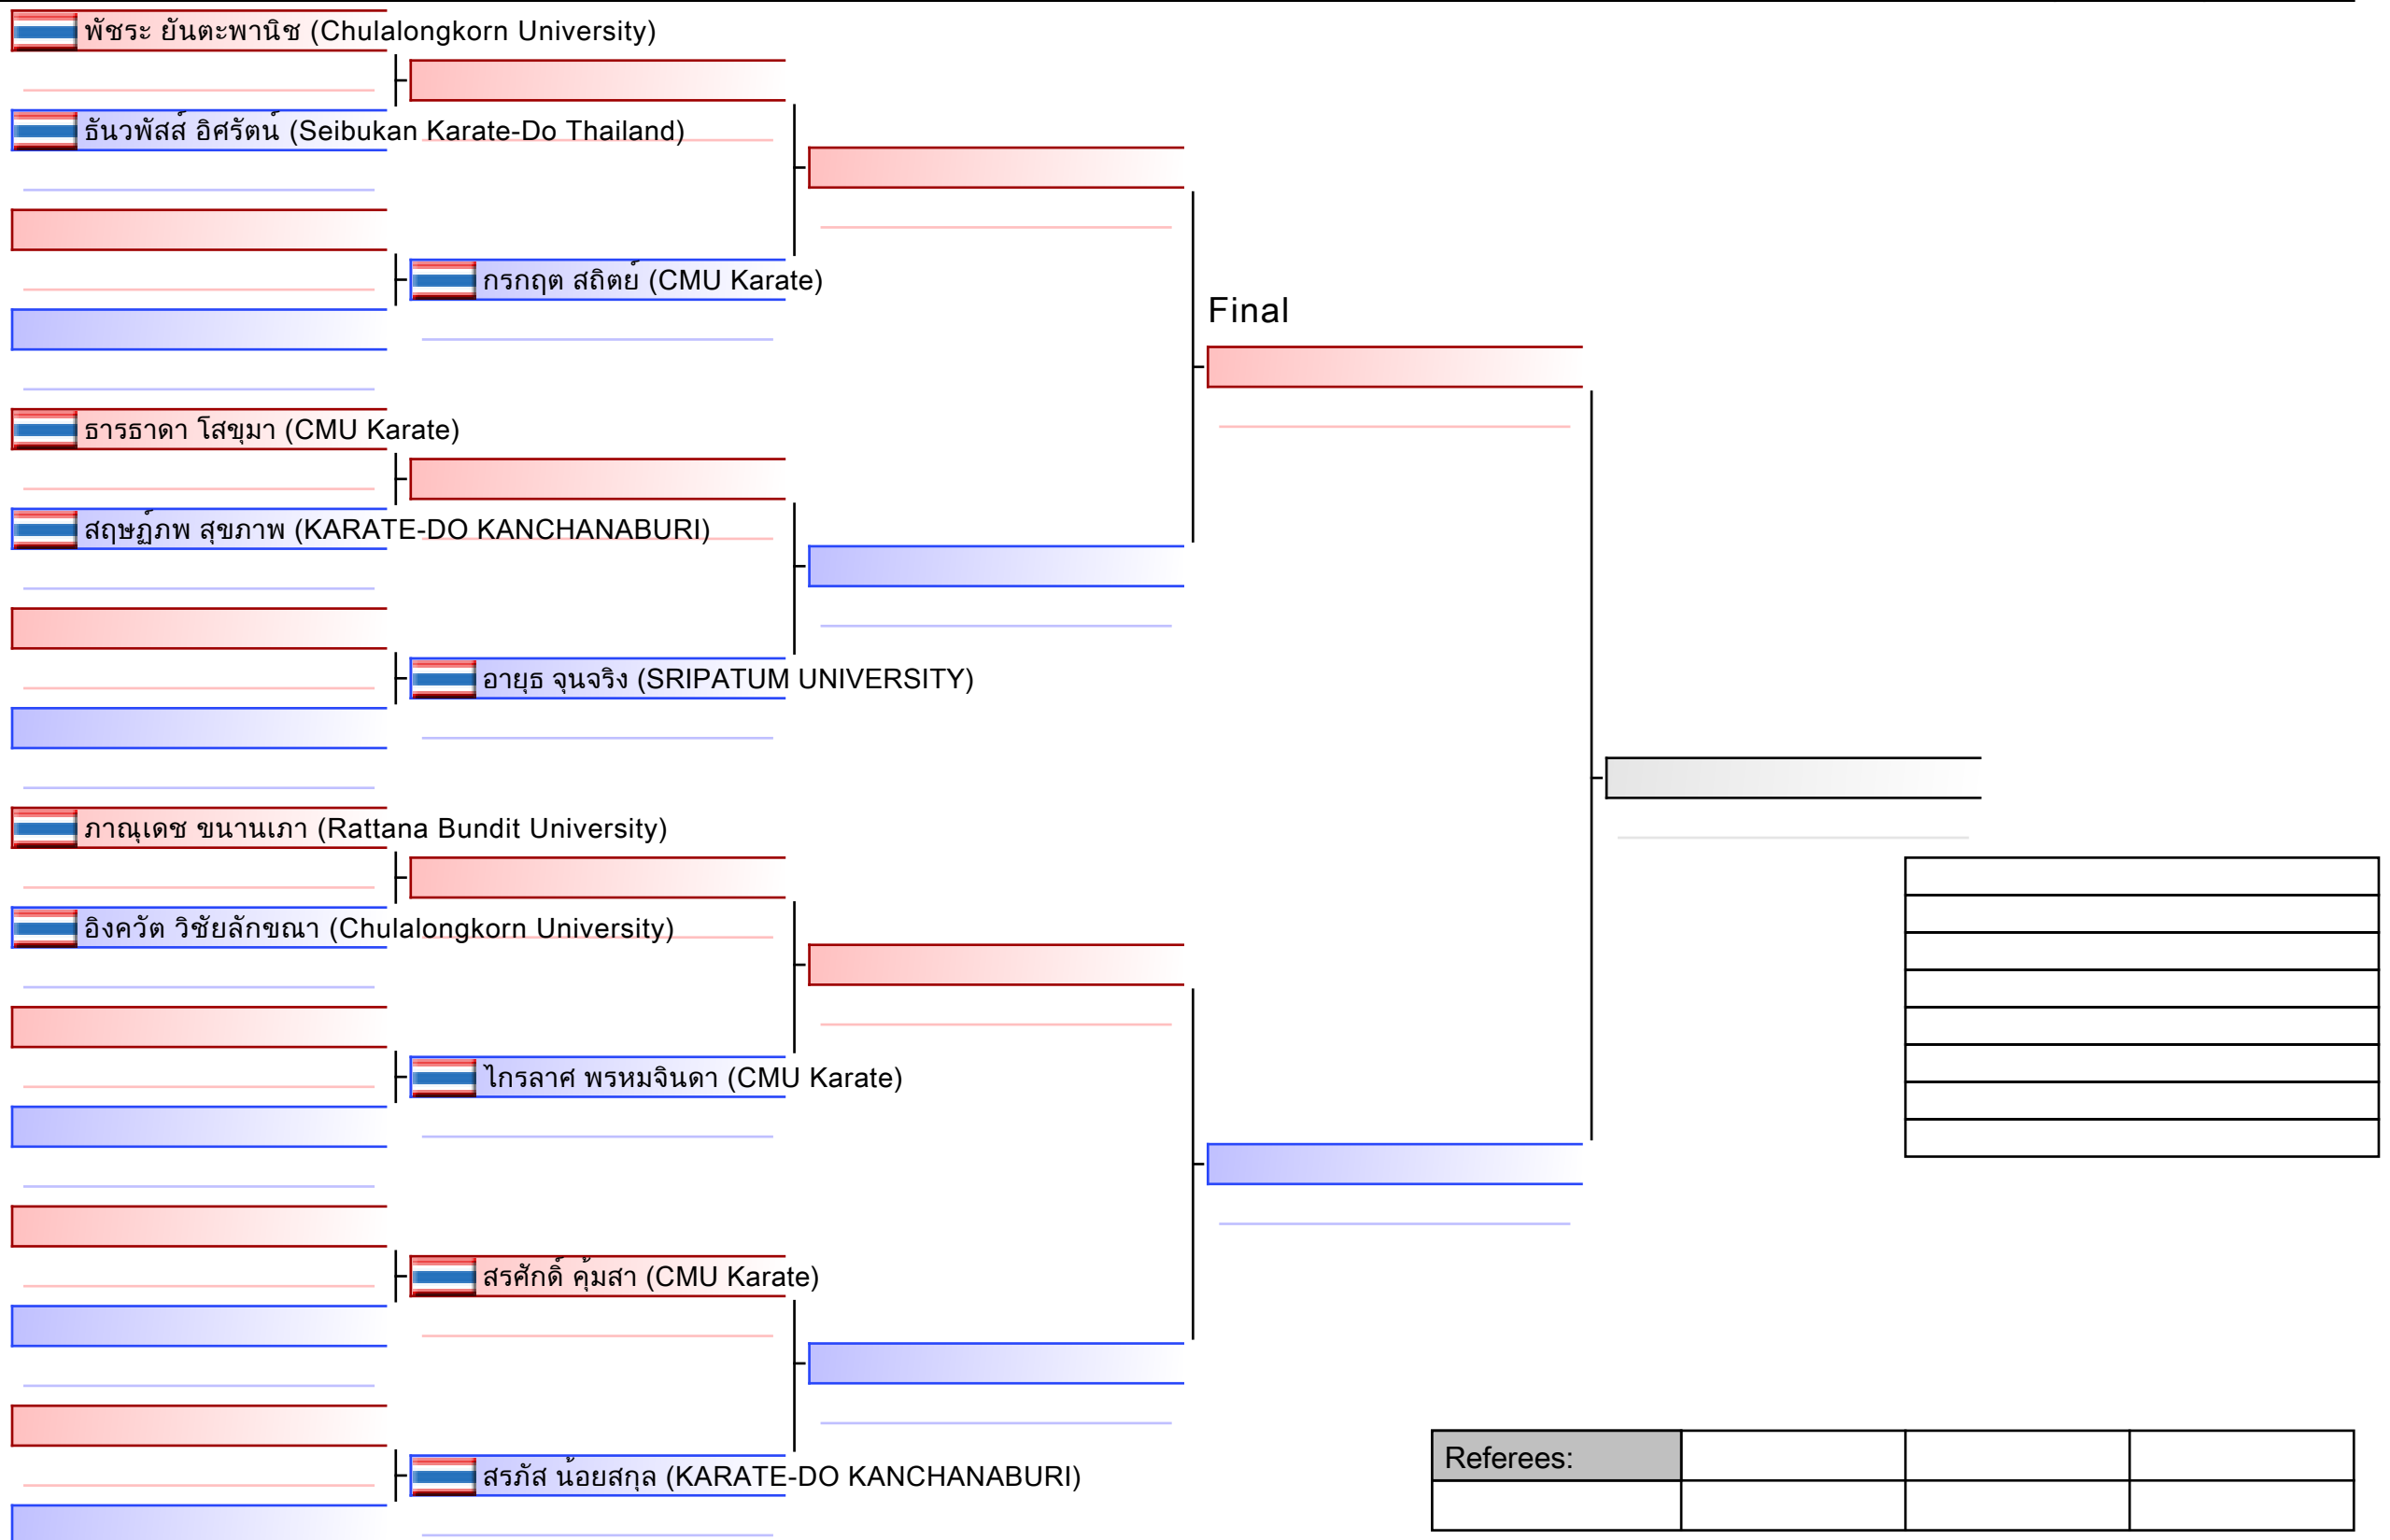 พัชระ ยันตะพานิช (Chulalongkorn University)
ธันวพัสส์ อิศรัตน์ (Seibukan Karate-Do Thailand)
กรกฤต สถิตย์ (CMU Karate)
Final
ธารธาดา โสขุมา (CMU Karate)
สฤษฏ์ภพ สุขภาพ (KARATE-DO KANCHANABURI)
อายุธ จุนจริง (SRIPATUM UNIVERSITY)
ภาณุเดช ขนานเภา (Rattana Bundit University)
อิงควัต วิชัยลักขณา (Chulalongkorn University)
ไกรลาศ พรหมจินดา (CMU Karate)
สรศักดิ์ คุ้มสา (CMU Karate)
สรภัส น้อยสกุล (KARATE-DO KANCHANABURI)
Referees: